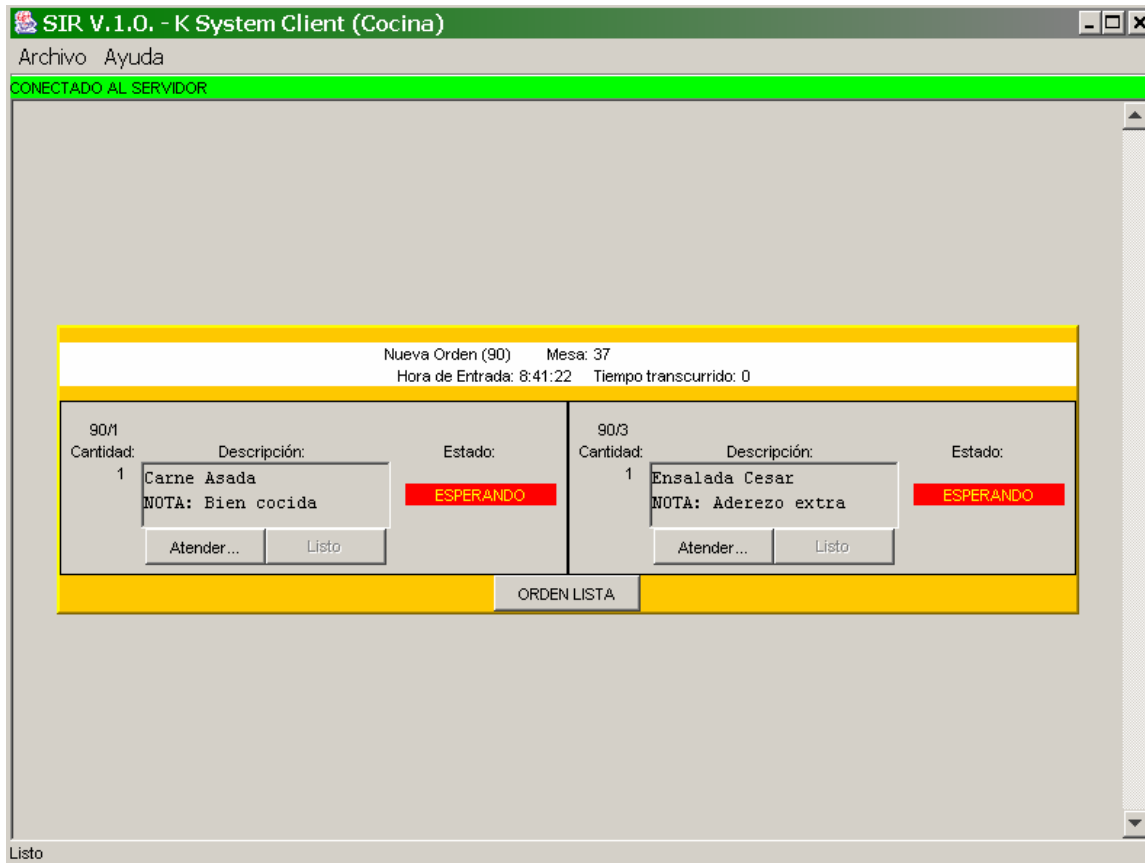 SIR V.1.0. - K System Client (Cocina)
Archivo Ayuda
CONECTADO AL SERVIDOR
Nueva Orden (90) Mesa: 37
Hora de Entrada: 8:41:22 Tiempo transcurrido: 0
90/1
Cantidad: Descripción: Estado:
1 Carne Asada
NOTA: Bien cocida
ESPERANDO
Atender... Listo
90/3
Cantidad: Descripción: Estado:
1 Ensalada Cesar
NOTA: Aderezo extra
ESPERANDO
Atender... Listo
ORDEN LISTA
Listo